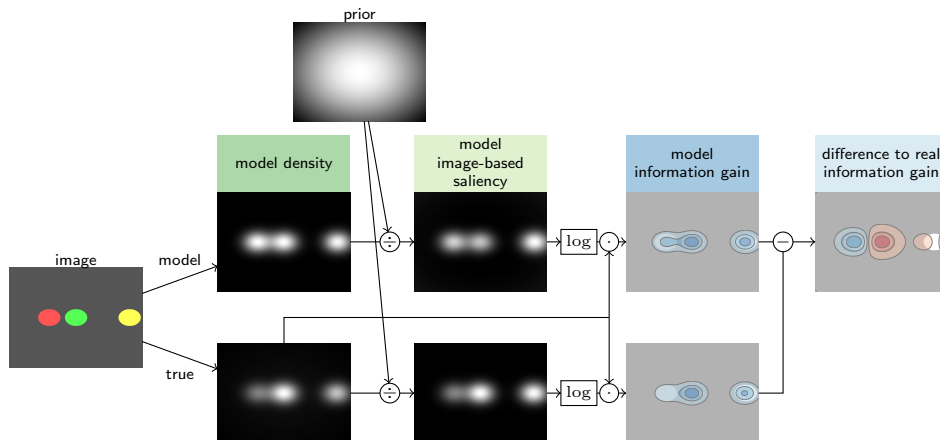 prior
model density
model
image-based
saliency
model
information gain
difference to real
information gain
÷
log
·
−
image
model
true
÷
log
·